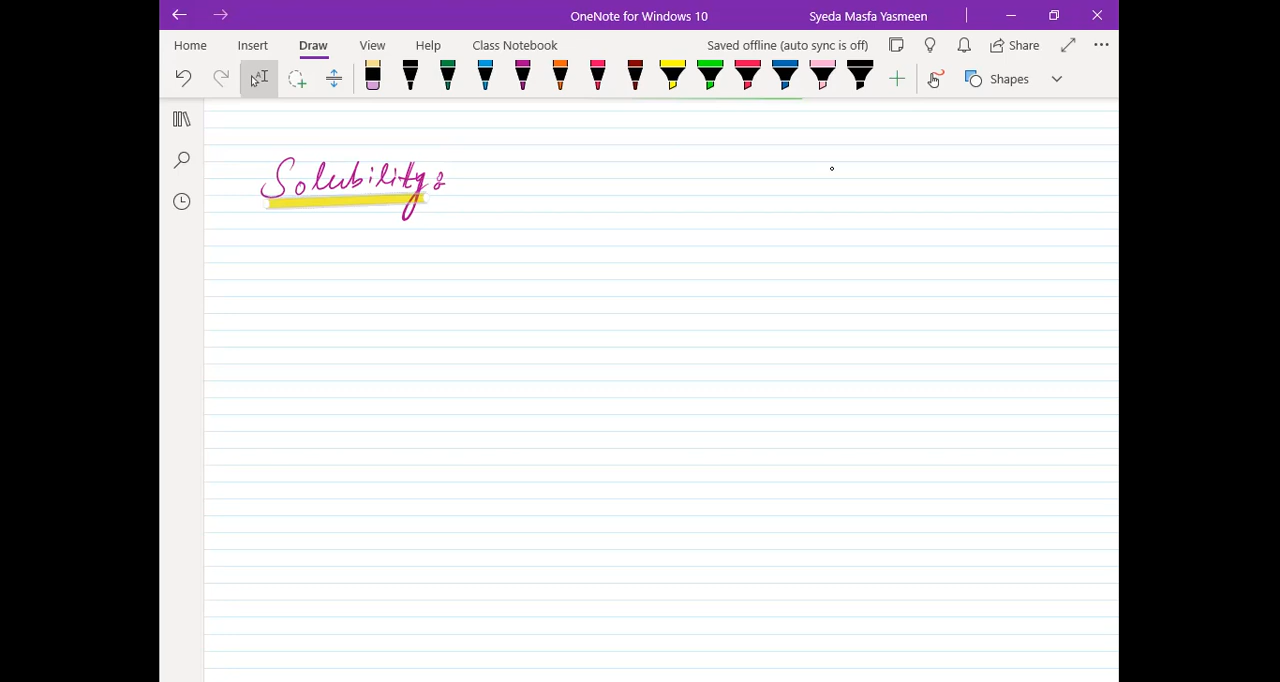 OneNote for Windows 10
Syeda Masfa Yasmeen
Home Insert Draw View Help Class Notebook
Saved offline (auto sync is off)
Share
Shapes
Solubility :